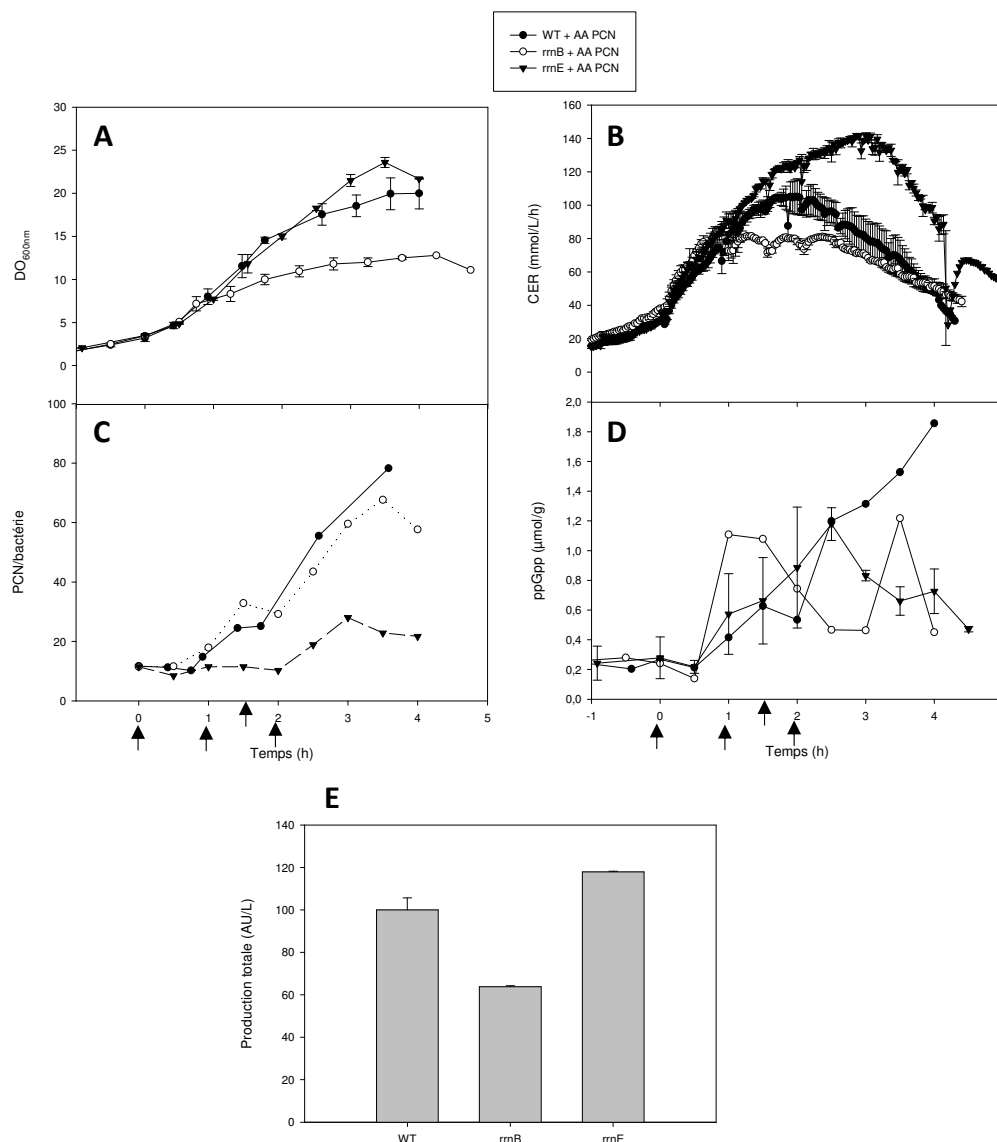 WT + AA PCN
rrnB + AA PCN
rrnE + AA PCN
A
DO600nm
30
25
20
15
10
5
0
B
CER (mmol/L/h)
160
140
120
100
80
60
40
20
0
C
PCN/bactérie
100
80
60
40
20
0
0 1 2 3 4 5
Temps (h)
D
ppGpp (µmol/g)
2,0
1,8
1,6
1,4
1,2
1,0
0,8
0,6
0,4
0,2
0,0
-1 0 1 2 3 4
Temps (h)
E
Production totale (AU/L)
140
120
100
80
60
40
20
0
WT rrnB rrnE